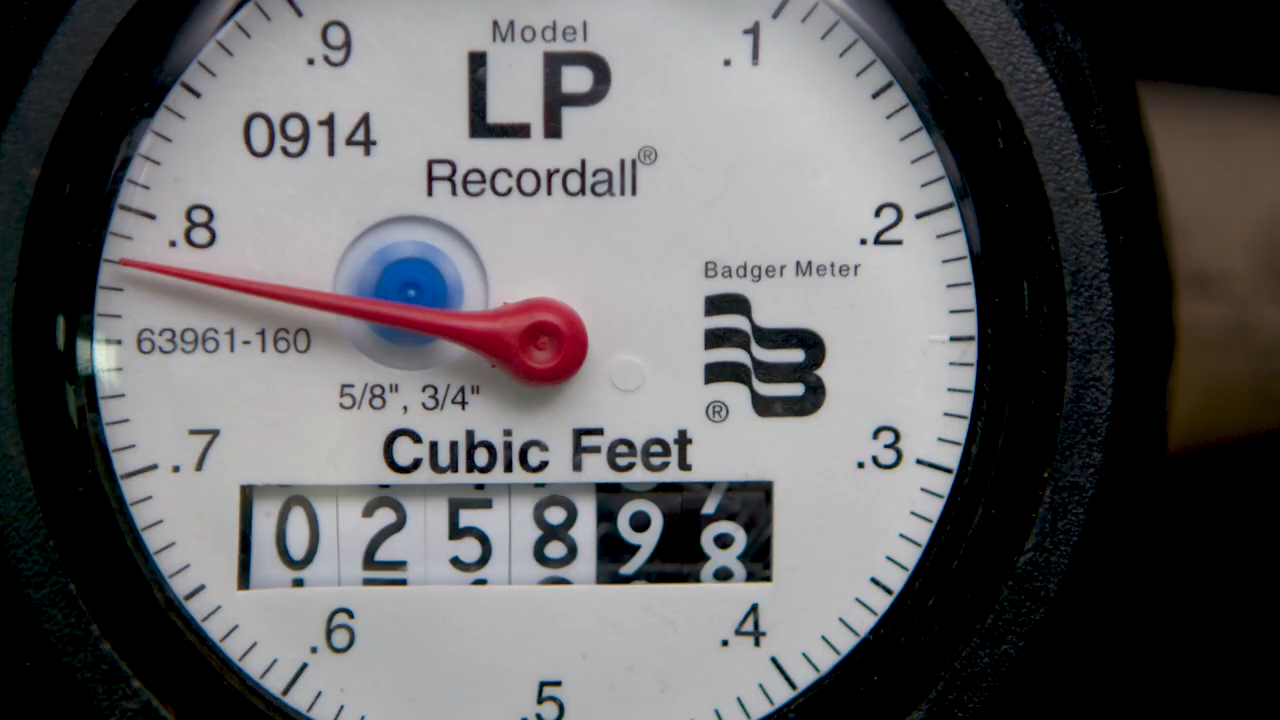 Model
LP
Recordall®
0914
.9
.1
.8
.2
Badger Meter
®
63961-160
5/8", 3/4"
.7
.3
Cubic Feet
0 2 5 8 9 8
.6
.4
.5